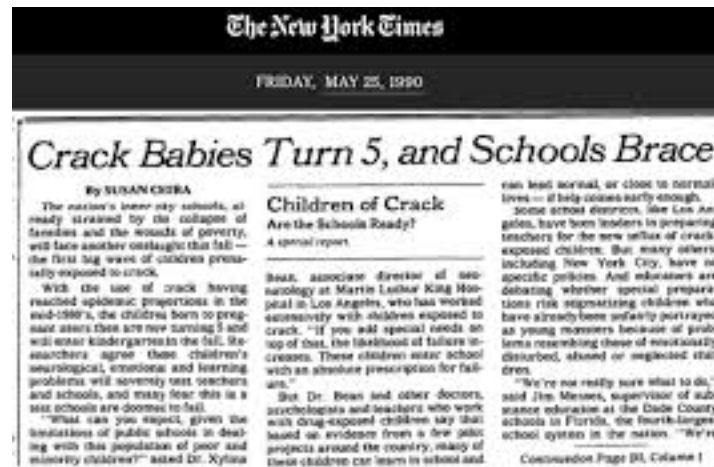 The New York Times
FRIDAY, MAY 25, 1990
Crack Babies Turn 5, and Schools Brace
By SUSAN CHIRA
The nation's inner city schools, al-
ready strained by the collapse of
families and the wounds of poverty,
will face another onslaught this fall —
the first big wave of children prena-
tally exposed to crack.
With the use of crack having
reached epidemic proportions in the
mid-1980's, the children born to preg-
nant users then are now turning 5 and
will enter kindergarten in the fall. Re-
searchers agree these children's
neurological, emotional and learning
problems will severely test teachers
and schools, and many fear this is a
test schools are doomed to fail.
"What can you expect, given the
limitations of public schools in deal-
ing with this population of poor and
minority children?" asked Dr. Xylina
Children of Crack
Are the Schools Ready?
A special report.
Bean, associate director of neo-
natology at Martin Luther King Hos-
pital in Los Angeles, who has worked
extensively with children exposed to
crack. "If you add special needs on
top of that, the likelihood of failure in-
creases. These children enter school
with an absolute prescription for fail-
ure."
But Dr. Bean and other doctors,
psychologists and teachers who work
with drug-exposed children say that
based on evidence from a few pilot
projects around the country, many of
these children can learn in school and
can lead normal, or close to normal
lives — if help comes early enough.
Some school districts, like Los An-
geles, have been leaders in preparing
teachers for the new influx of crack-
exposed children. But many others
including New York City, have no
specific policies. And educators are
debating whether special prepara-
tions risk stigmatizing children who
have already been unfairly portrayed
as young monsters because of prob-
lems resembling those of emotionally
disturbed, abused or neglected chil-
dren.
"We're not really sure what to do,"
said Jim Messes, supervisor of sub-
stance education at the Dade County
schools in Florida, the fourth-largest
school system in the nation. "We're
Continued on Page B8, Column 1